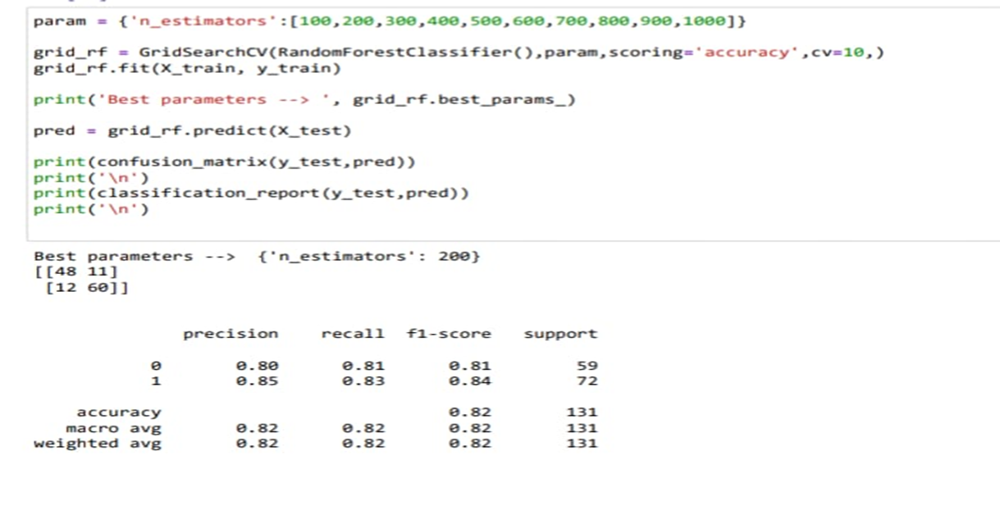 param = {'n_estimators':[100,200,300,400,500,600,700,800,900,1000]}
grid_rf = GridSearchCV(RandomForestClassifier(),param,scoring='accuracy',cv=10,)
grid_rf.fit(X_train, y_train)
print('Best parameters --> ', grid_rf.best_params_)
pred = grid_rf.predict(X_test)
print(confusion_matrix(y_test,pred))
print('\n')
print(classification_report(y_test,pred))
print('\n')
Best parameters -->  {'n_estimators': 200}
[[48 11]
 [12 60]]
precision recall f1-score support
0 0.80 0.81 0.81 59
1 0.85 0.83 0.84 72
accuracy 0.82 131
macro avg 0.82 0.82 0.82 131
weighted avg 0.82 0.82 0.82 131